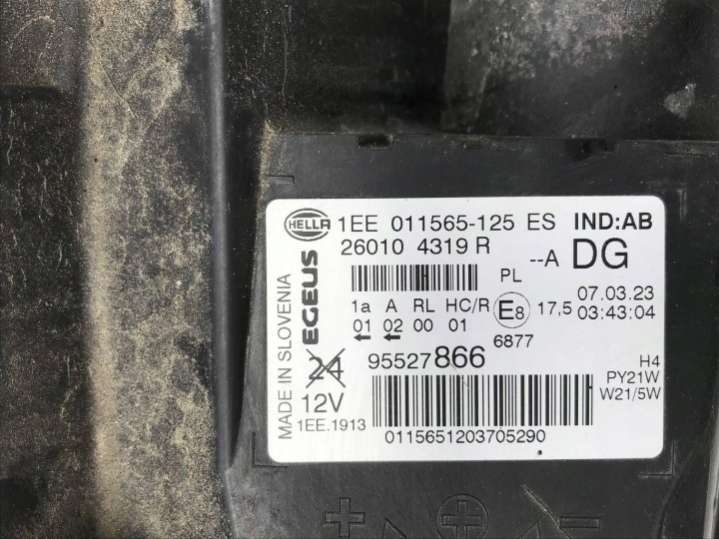 HELLA 1EE 011565-125 ES IND:AB
26010 4319 R --A DG
PL
1a A RL HC/R E8 17,5 07.03.23
01 02 00 01 03:43:04
6877
24 95527866 H4
12V PY21W
W21/5W
1EE.1913 0115651203705290
MADE IN SLOVENIA
EGEUS